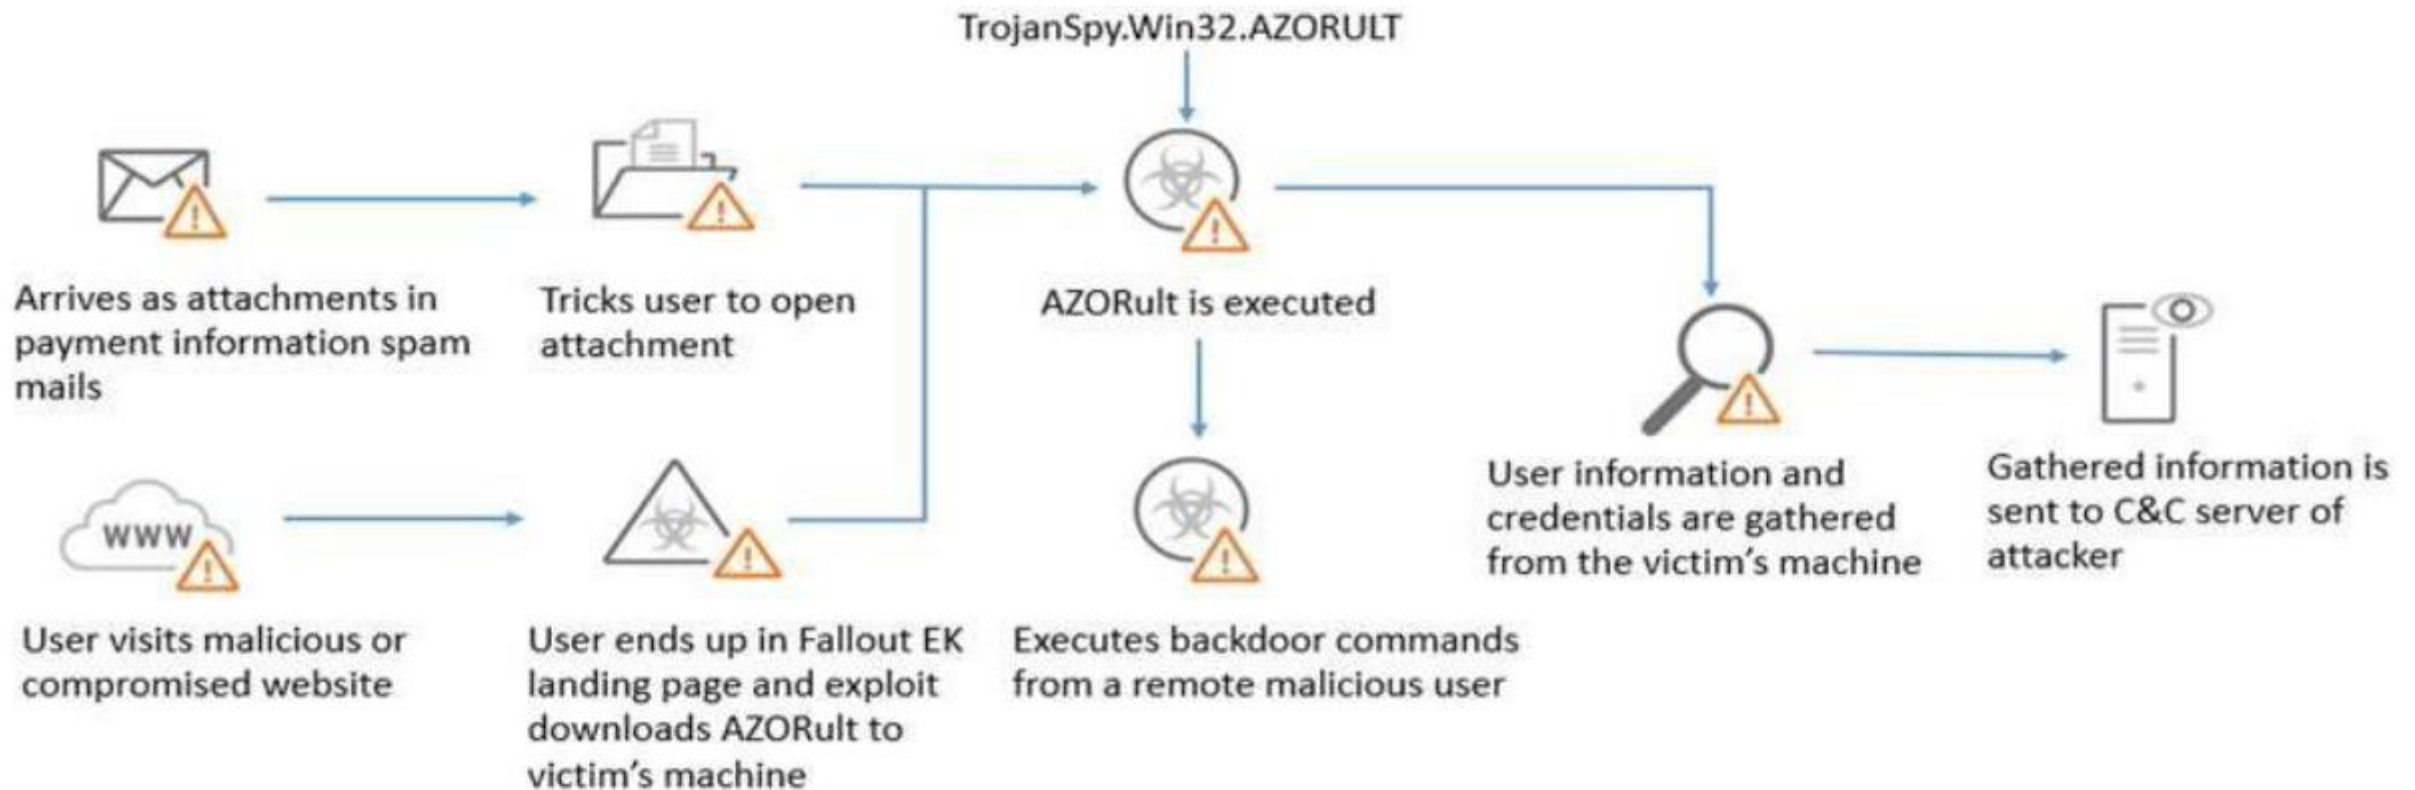 TrojanSpy.Win32.AZORULT
Arrives as attachments in
payment information spam
mails
Tricks user to open
attachment
AZORult is executed
WWW
User visits malicious or
compromised website
User ends up in Fallout EK
landing page and exploit
downloads AZORult to
victim's machine
Executes backdoor commands
from a remote malicious user
User information and
credentials are gathered
from the victim's machine
Gathered information is
sent to C&C server of
attacker